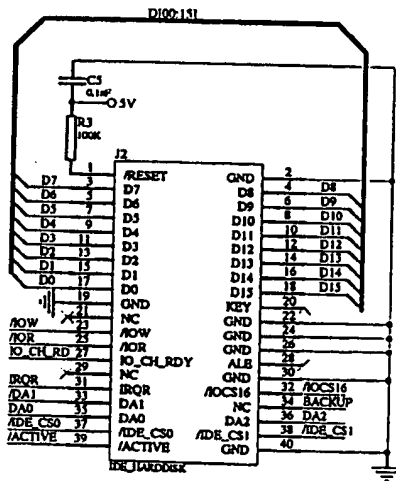 D[00:15]
C5
0.1uF
5V
R3
100K
J2
1 /RESET GND 2
D7 3 D7 D8 4 D8
D6 5 D6 D9 6 D9
D5 7 D5 D10 8 D10
D4 9 D4 D11 10 D11
D3 11 D3 D12 12 D12
D2 13 D2 D13 14 D13
D1 15 D1 D14 16 D14
D0 17 D0 D15 18 D15
19 GND KEY 20
21 NC GND 22
/IOW 23 /IOW GND 24
/IOR 25 /IOR GND 26
IO_CH_RD 27 IO_CH_RDY ALE 28
29 NC GND 30
IRQR 31 IRQR /IOCS16 32 /IOCS16
/DA1 33 DA1 NC 34 BACKUP
DA0 35 DA0 DA2 36 DA2
/IDE_CS0 37 /IDE_CS0 /IDE_CS1 38 /IDE_CS1
/ACTIVE 39 /ACTIVE GND 40
IDE_HARDDISK